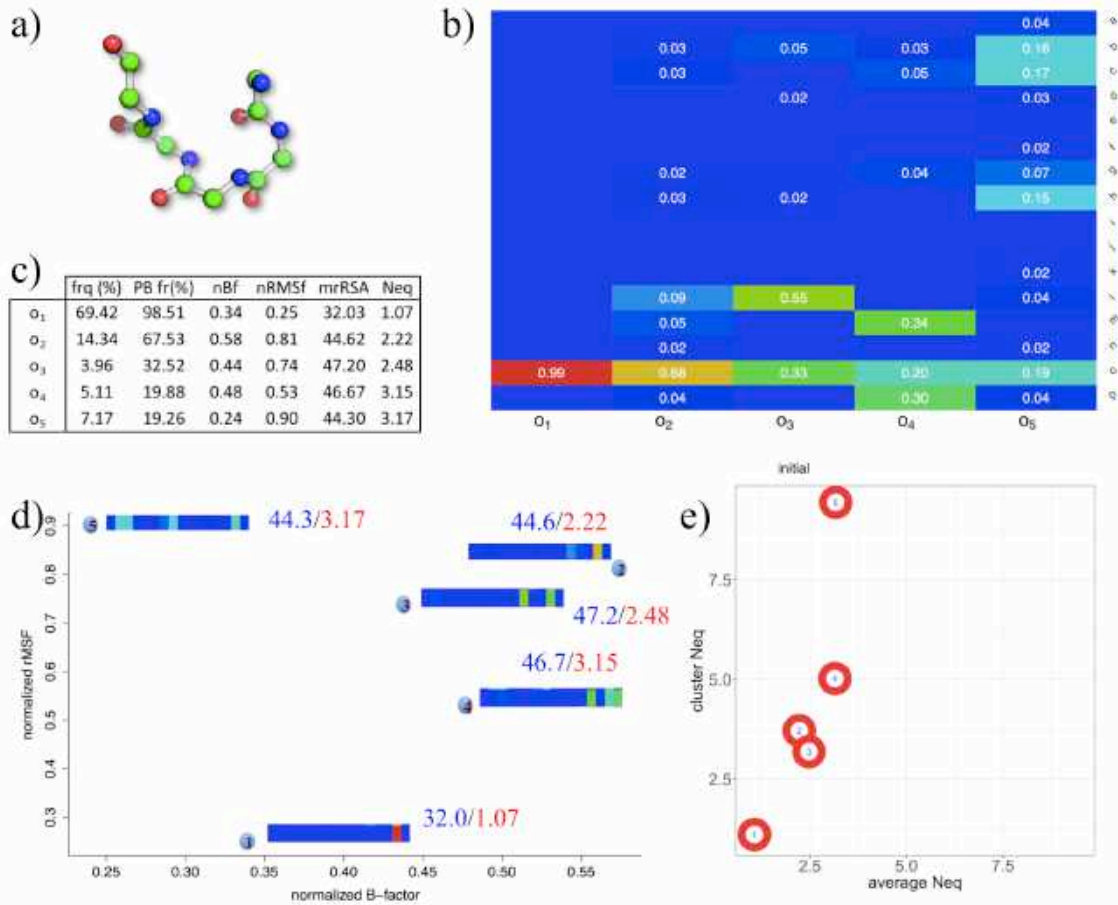 a)
b)
0.04
0.03 0.05 0.03 0.16
0.03 0.05 0.17
0.02 0.03
0.02
0.02 0.04 0.07
0.03 0.02 0.15
0.02
0.09 0.55 0.04
0.05 0.34
0.02 0.02
0.99 0.68 0.33 0.20 0.19
0.04 0.30 0.04
o1 o2 o3 o4 o5
c)
frq (%) PB fr(%) nBf nRMSf mrRSA Neq
o1 69.42 98.51 0.34 0.25 32.03 1.07
o2 14.34 67.53 0.58 0.81 44.62 2.22
o3 3.96 32.52 0.44 0.74 47.20 2.48
o4 5.11 19.88 0.48 0.53 46.67 3.15
o5 7.17 19.26 0.24 0.90 44.30 3.17
d)
normalized rMSF
0.9
0.8
0.7
0.6
0.5
0.4
0.3
5 44.3/3.17
44.6/2.22
2
3
47.2/2.48
46.7/3.15
4
32.0/1.07
1
0.25 0.30 0.35 0.40 0.45 0.50 0.55
normalized B-factor
e)
initial
cluster Neq
7.5
5.0
2.5
2
3
2.5 5.0 7.5
average Neq